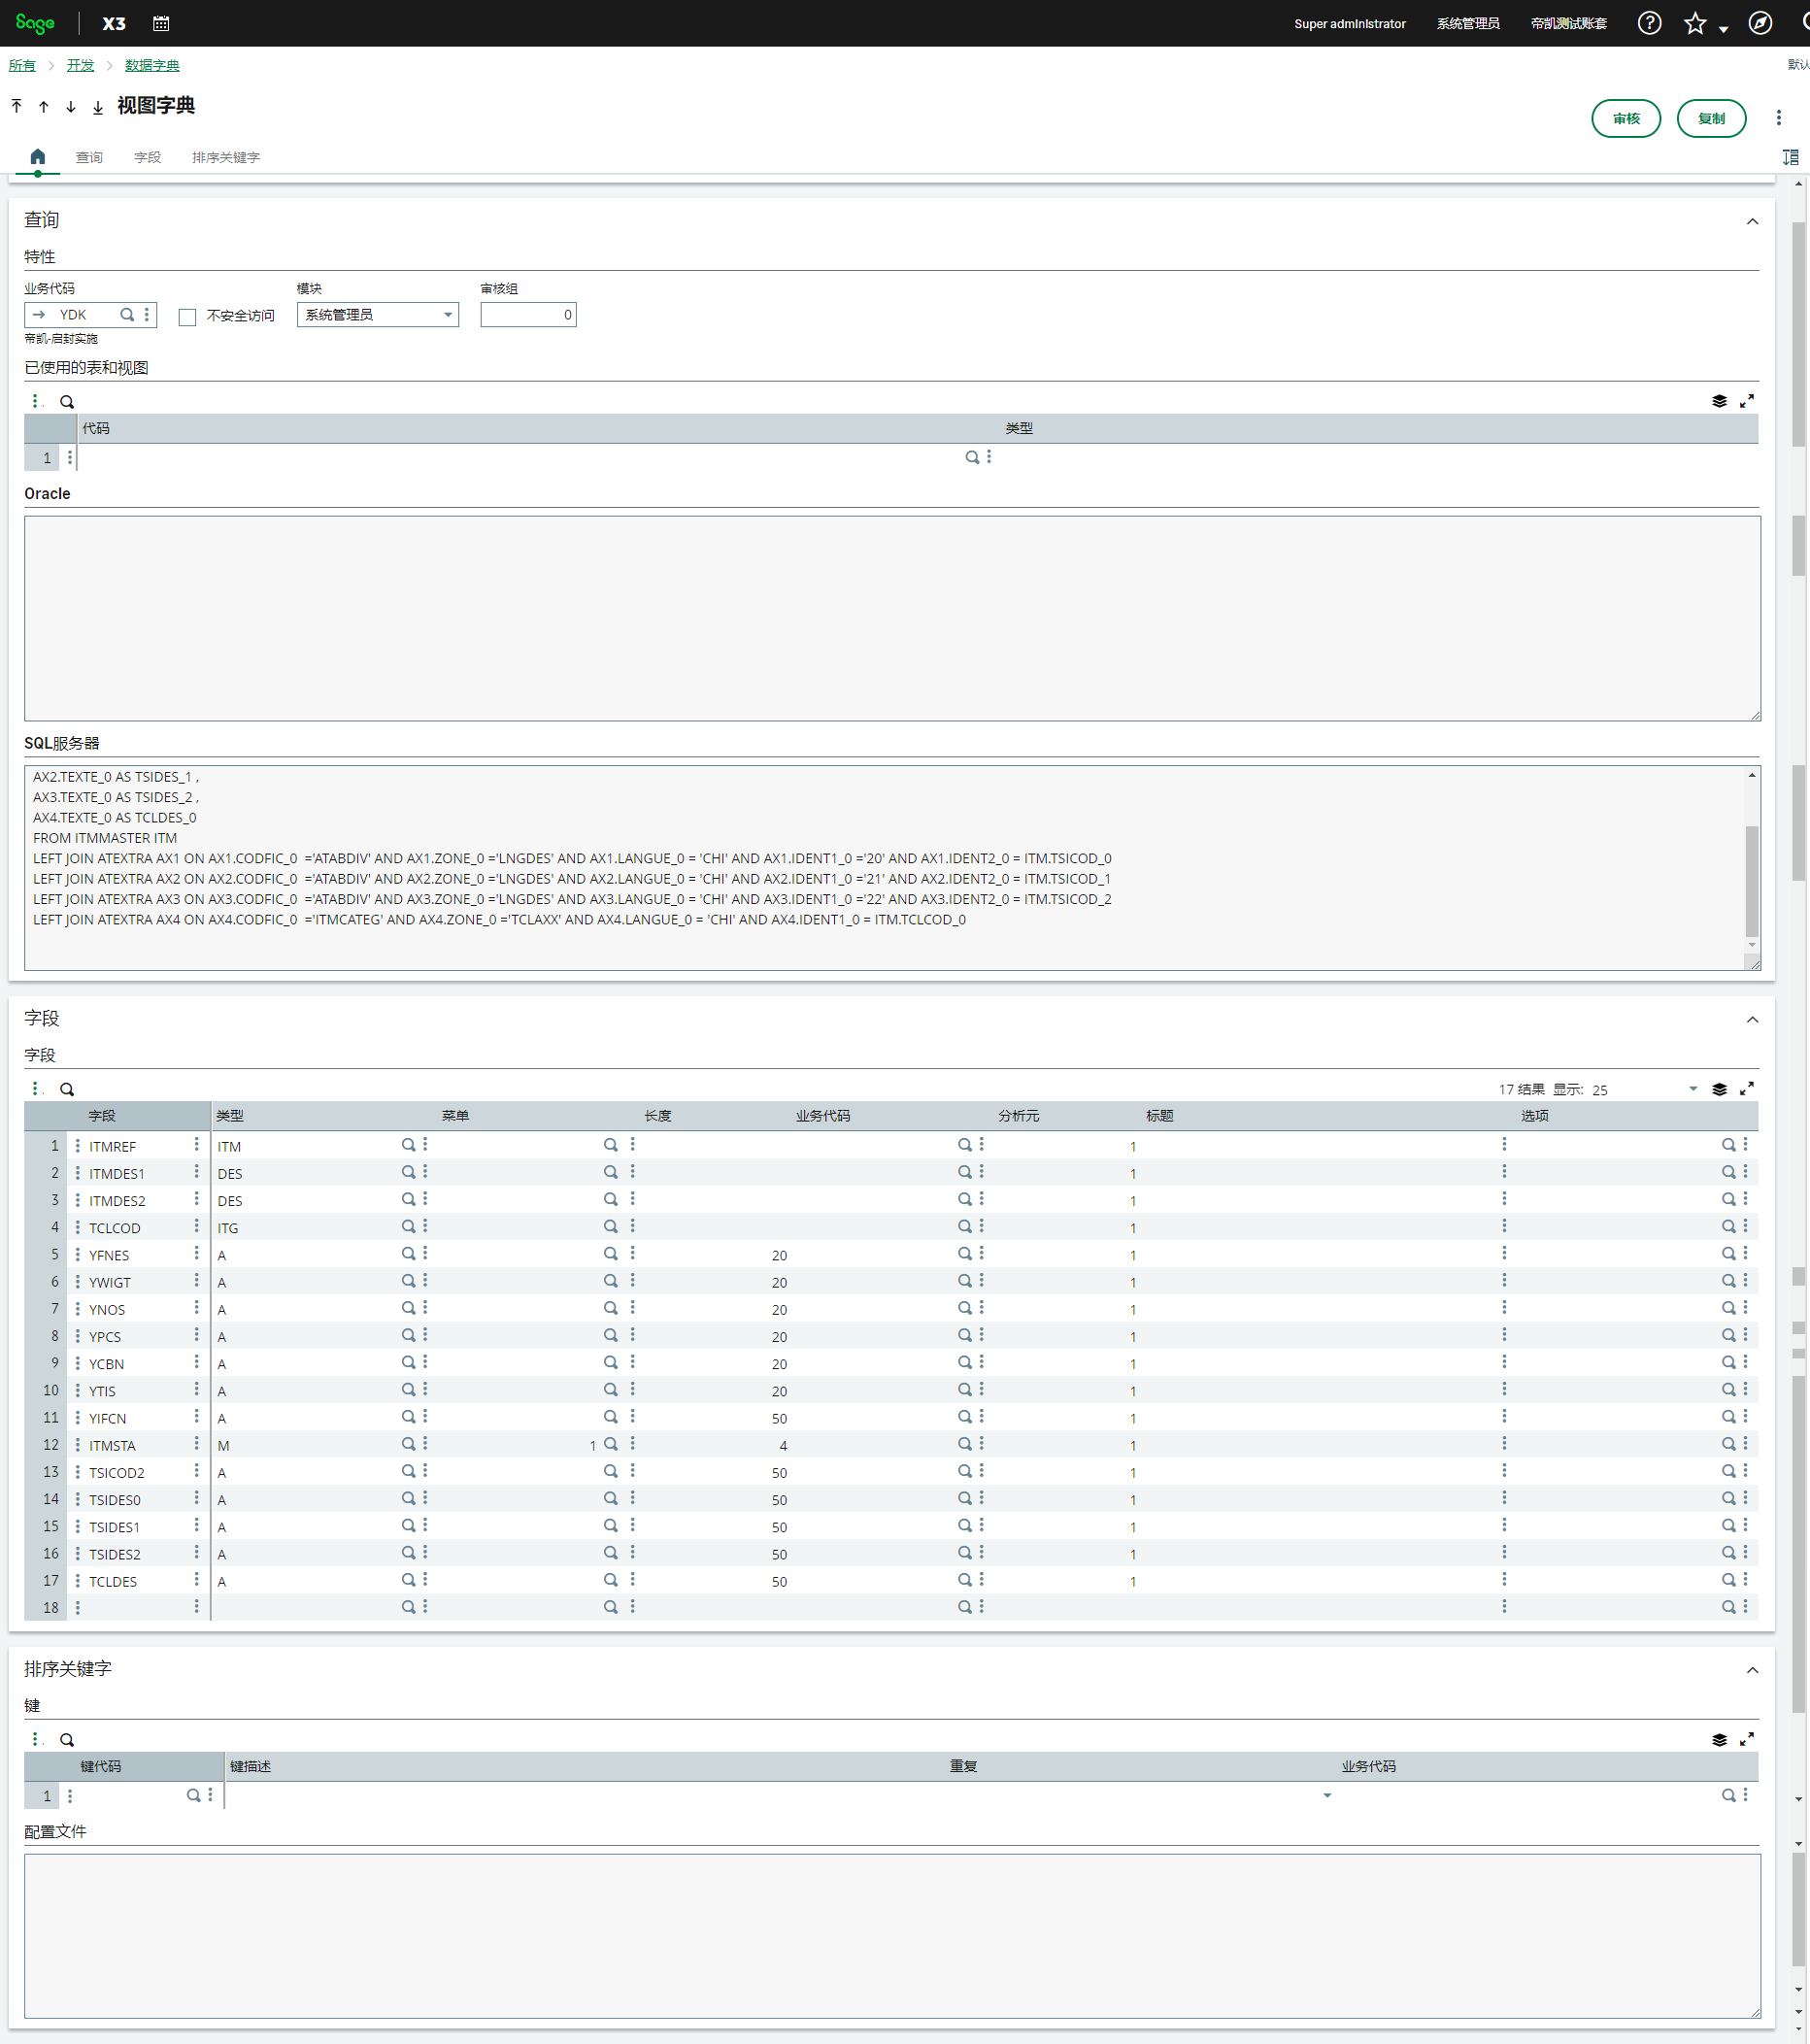 Sage X3 Super administrator 系统管理员 帝凯测试账套
所有 开发 数据字典 默认
视图字典 审核 复制
查询 字段 排序关键字
查询
特性
业务代码 模块 审核组
YDK 不安全访问 系统管理员 0
帝凯-启封实施
已使用的表和视图
代码 类型
1
Oracle
SQL服务器
AX2.TEXTE_0 AS TSIDES_1 ,
AX3.TEXTE_0 AS TSIDES_2 ,
AX4.TEXTE_0 AS TCLDES_0
FROM ITMMASTER ITM
LEFT JOIN ATEXTRA AX1 ON AX1.CODFIC_0  ='ATABDIV' AND AX1.ZONE_0 ='LNGDES' AND AX1.LANGUE_0 = 'CHI' AND AX1.IDENT1_0 ='20' AND AX1.IDENT2_0 = ITM.TSICOD_0
LEFT JOIN ATEXTRA AX2 ON AX2.CODFIC_0  ='ATABDIV' AND AX2.ZONE_0 ='LNGDES' AND AX2.LANGUE_0 = 'CHI' AND AX2.IDENT1_0 ='21' AND AX2.IDENT2_0 = ITM.TSICOD_1
LEFT JOIN ATEXTRA AX3 ON AX3.CODFIC_0  ='ATABDIV' AND AX3.ZONE_0 ='LNGDES' AND AX3.LANGUE_0 = 'CHI' AND AX3.IDENT1_0 ='22' AND AX3.IDENT2_0 = ITM.TSICOD_2
LEFT JOIN ATEXTRA AX4 ON AX4.CODFIC_0  ='ITMCATEG' AND AX4.ZONE_0 ='TCLAXX' AND AX4.LANGUE_0 = 'CHI' AND AX4.IDENT1_0 = ITM.TCLCOD_0
字段
字段
17 结果 显示: 25
字段 类型 菜单 长度 业务代码 分析元 标题 选项
1 ITMREF ITM 1
2 ITMDES1 DES 1
3 ITMDES2 DES 1
4 TCLCOD ITG 1
5 YFNES A 20 1
6 YWIGT A 20 1
7 YNOS A 20 1
8 YPCS A 20 1
9 YCBN A 20 1
10 YTIS A 20 1
11 YIFCN A 50 1
12 ITMSTA M 1 4 1
13 TSICOD2 A 50 1
14 TSIDES0 A 50 1
15 TSIDES1 A 50 1
16 TSIDES2 A 50 1
17 TCLDES A 50 1
18
排序关键字
键
键代码 键描述 重复 业务代码
1
配置文件